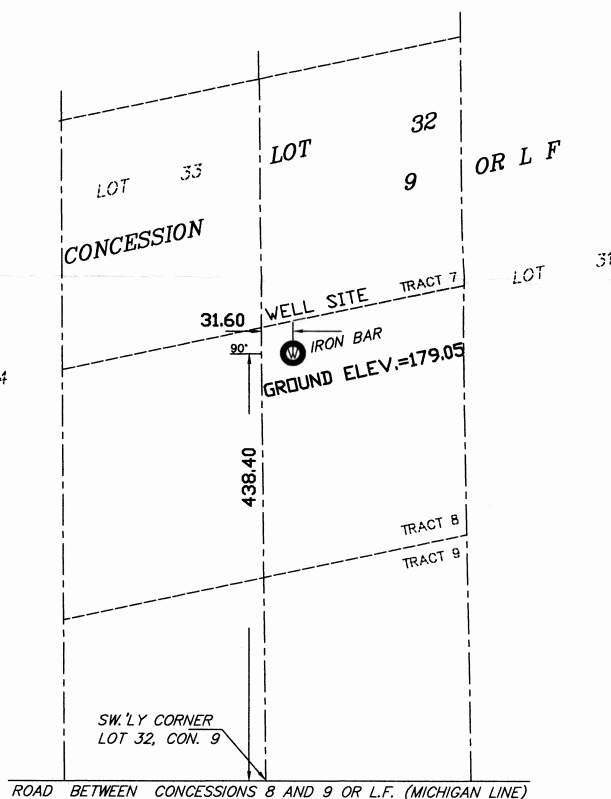 32
LOT
OR L F
LOT 33
9
CONCESSION
TRACT 7
LOT 31
WELL SITE
31.60
IRON BAR
90°
W
GROUND ELEV.=179.05
4
438.40
TRACT 8
TRACT 9
SW.'LY CORNER
LOT 32, CON. 9
ROAD BETWEEN CONCESSIONS 8 AND 9 OR L.F. (MICHIGAN LINE)